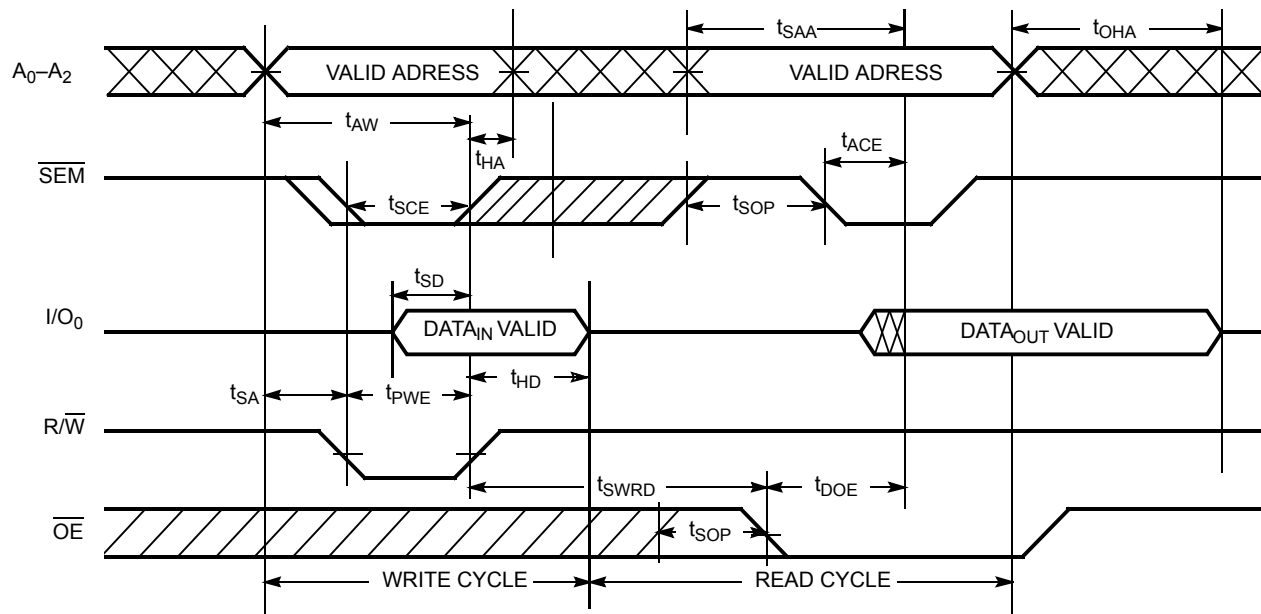 tSAA
tOHA
A0–A2
VALID ADRESS
VALID ADRESS
tAW
tHA
tACE
SEM
tSCE
tSOP
tSD
I/O0
DATAIN VALID
DATAOUT VALID
tSA
tPWE
tHD
R/W
tSWRD
tDOE
OE
tSOP
WRITE CYCLE
READ CYCLE